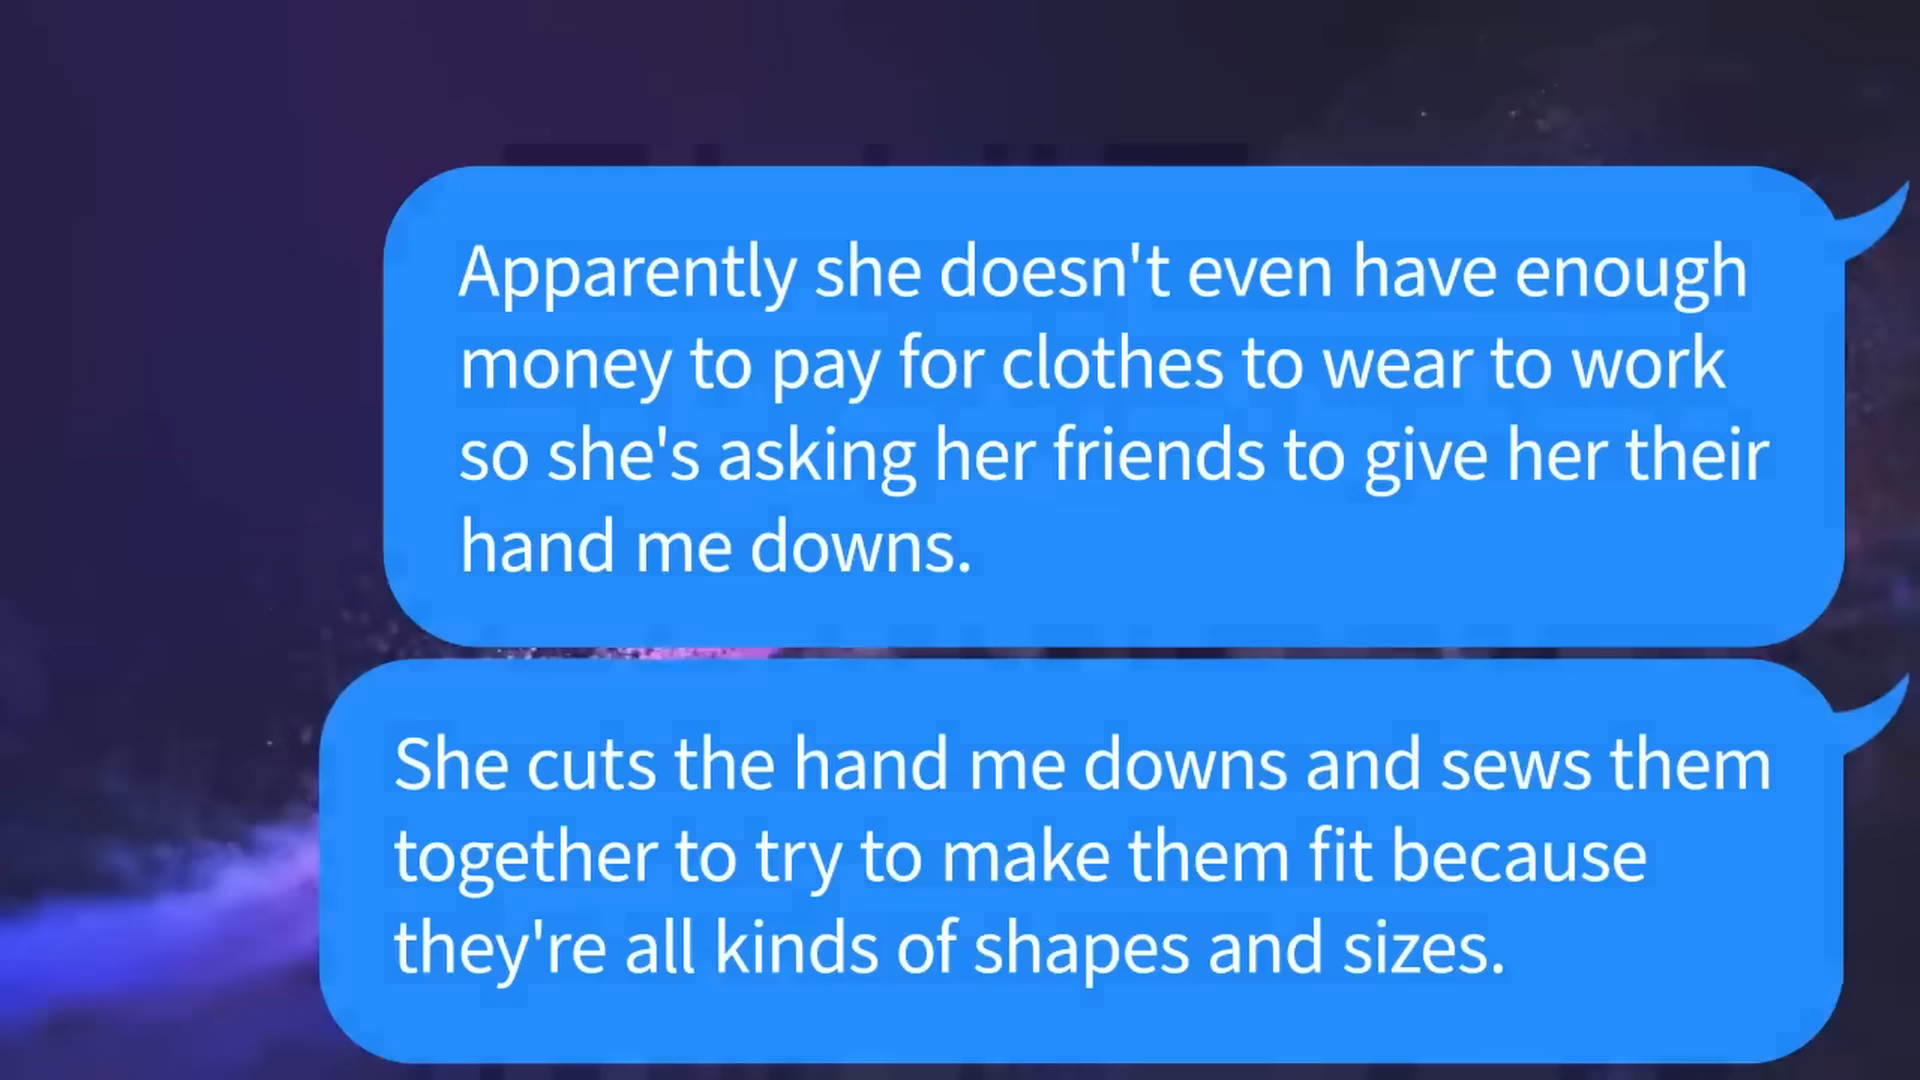 Apparently she doesn't even have enough
money to pay for clothes to wear to work
so she's asking her friends to give her their
hand me downs.
She cuts the hand me downs and sews them
together to try to make them fit because
they're all kinds of shapes and sizes.